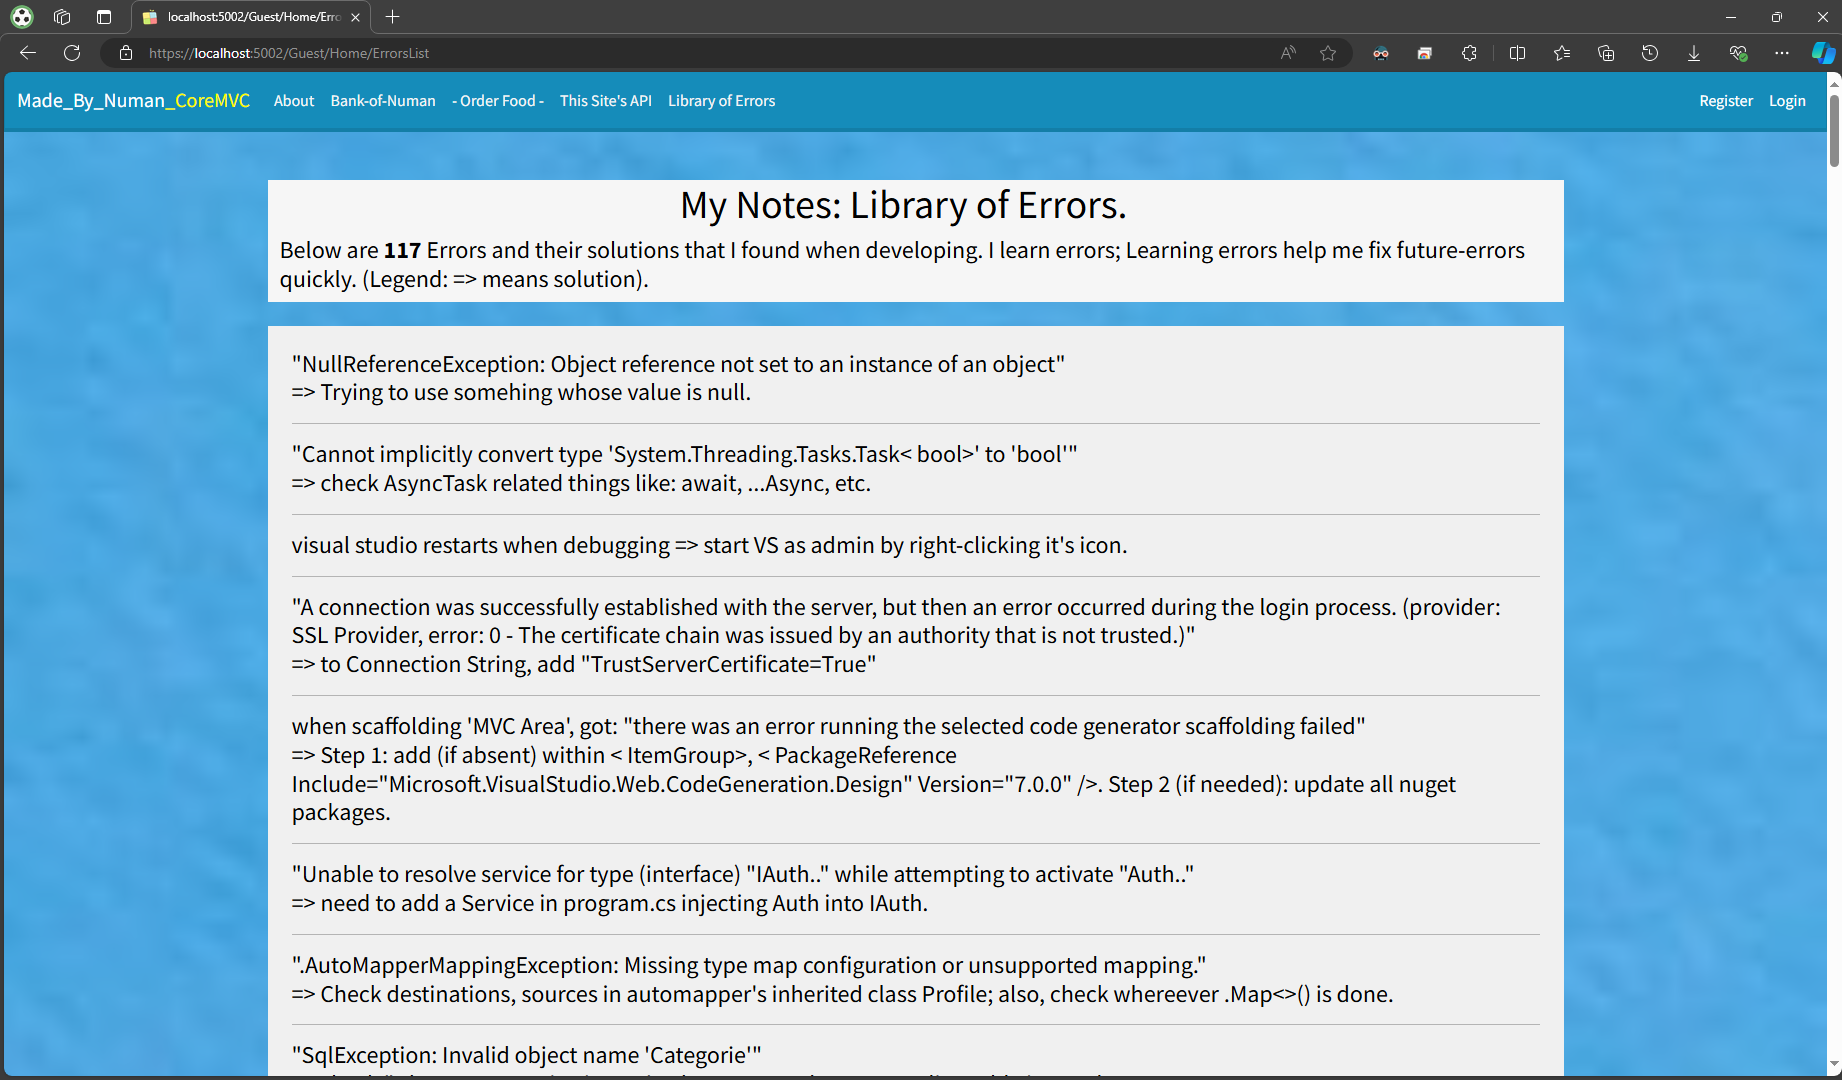 localhost:5002/Guest/Home/Erro
https://localhost:5002/Guest/Home/ErrorsList
Made_By_Numan_CoreMVC About Bank-of-Numan - Order Food - This Site's API Library of Errors Register Login
My Notes: Library of Errors.
Below are 117 Errors and their solutions that I found when developing. I learn errors; Learning errors help me fix future-errors
quickly. (Legend: => means solution).
"NullReferenceException: Object reference not set to an instance of an object"
=> Trying to use somehing whose value is null.
"Cannot implicitly convert type 'System.Threading.Tasks.Task< bool>' to 'bool'"
=> check AsyncTask related things like: await, ...Async, etc.
visual studio restarts when debugging => start VS as admin by right-clicking it's icon.
"A connection was successfully established with the server, but then an error occurred during the login process. (provider:
SSL Provider, error: 0 - The certificate chain was issued by an authority that is not trusted.)"
=> to Connection String, add "TrustServerCertificate=True"
when scaffolding 'MVC Area', got: "there was an error running the selected code generator scaffolding failed"
=> Step 1: add (if absent) within < ItemGroup>, < PackageReference
Include="Microsoft.VisualStudio.Web.CodeGeneration.Design" Version="7.0.0" />. Step 2 (if needed): update all nuget
packages.
"Unable to resolve service for type (interface) "IAuth.." while attempting to activate "Auth.."
=> need to add a Service in program.cs injecting Auth into IAuth.
".AutoMapperMappingException: Missing type map configuration or unsupported mapping."
=> Check destinations, sources in automapper's inherited class Profile; also, check whereever .Map<>() is done.
"SqlException: Invalid object name 'Categorie'"